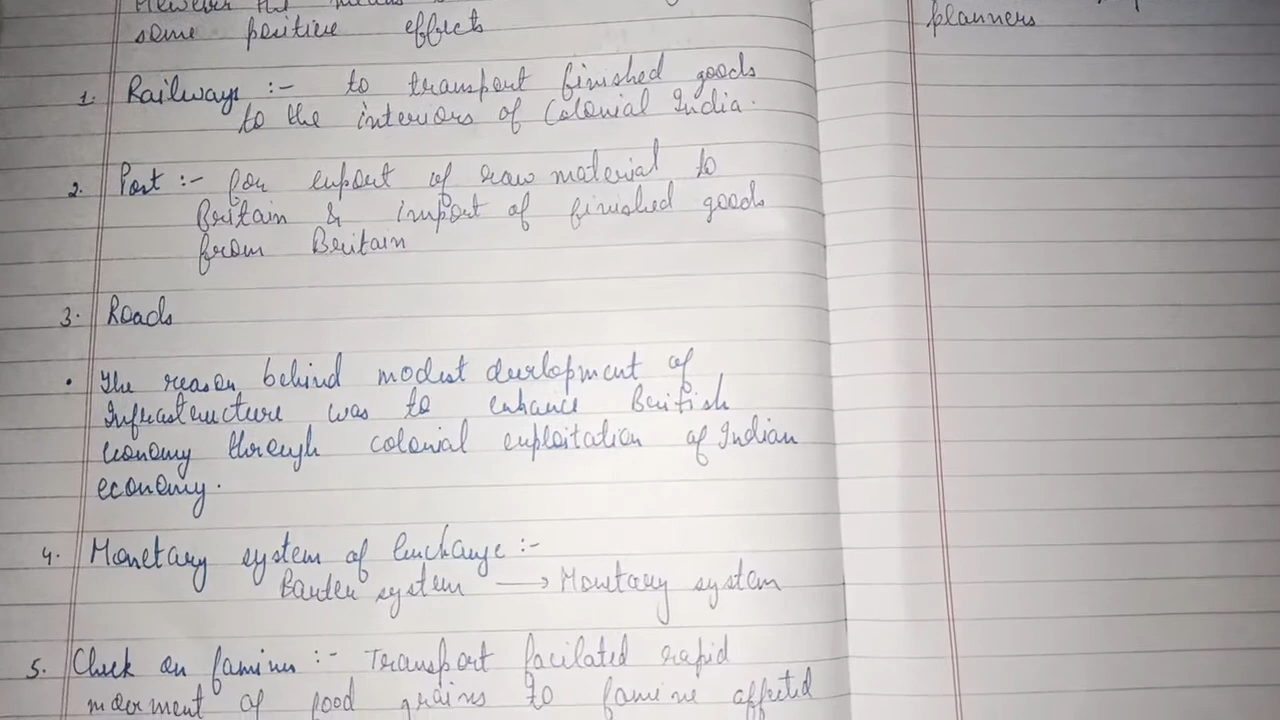 some positive effects
planners
1. Railways :- to transport finished goods
to the interiors of Colonial India.
2. Port :- for export of raw material to
Britain & import of finished goods
from Britain
3. Roads
• The reason behind modest development of
Infrastructure was to enhance British
economy through colonial exploitation of Indian
economy.
4. Monetary system of Exchange :-
Barter system → Monetary system
5. Check on famines :- Transport facilated rapid
movement of food grains to famine affected